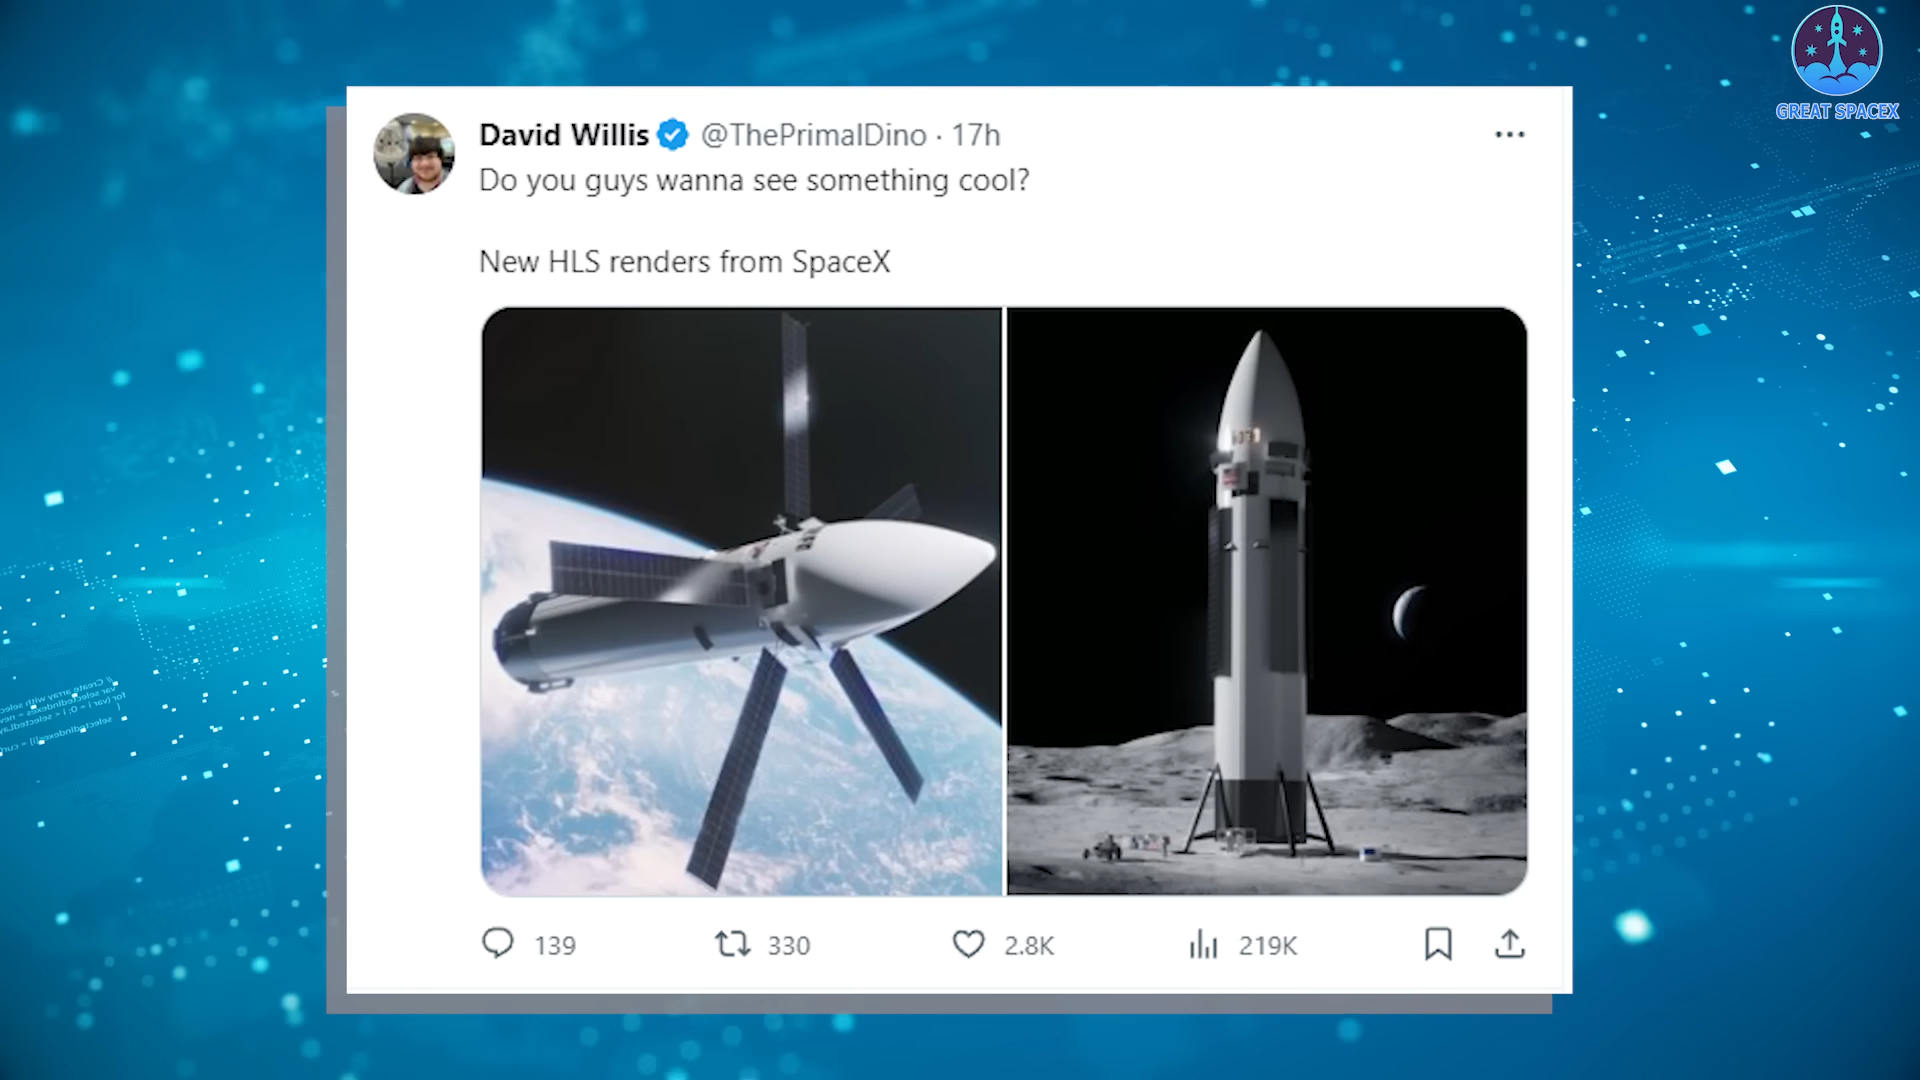 GREAT SPACEX
David Willis @ThePrimalDino · 17h
Do you guys wanna see something cool?
New HLS renders from SpaceX
139 330 2.8K 219K